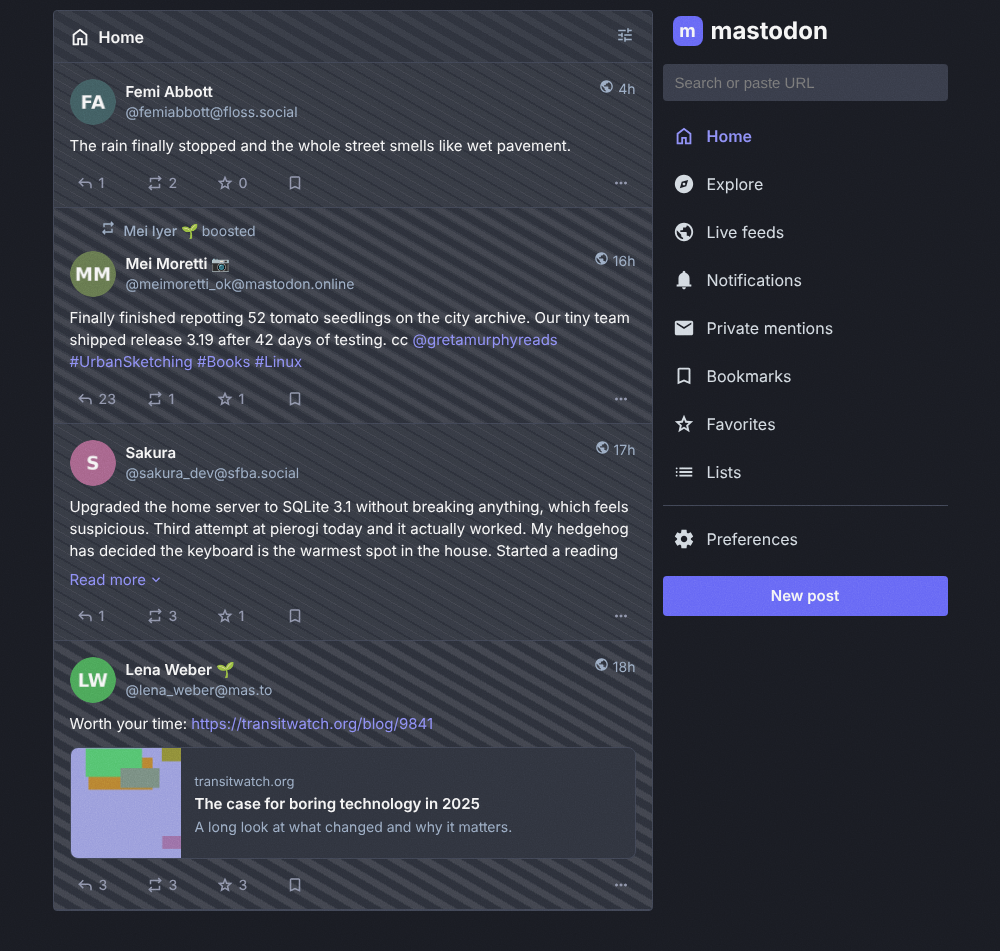 Home
FA
Femi Abbott
4h
@femiabbott@floss.social
The rain finally stopped and the whole street smells like wet pavement.
1 2 0
Mei Iyer 🌱 boosted
MM
Mei Moretti 📷
16h
@meimoretti_ok@mastodon.online
Finally finished repotting 52 tomato seedlings on the city archive. Our tiny team
shipped release 3.19 after 42 days of testing. cc @gretamurphyreads
#UrbanSketching #Books #Linux
23 1 1
S
Sakura
17h
@sakura_dev@sfba.social
Upgraded the home server to SQLite 3.1 without breaking anything, which feels
suspicious. Third attempt at pierogi today and it actually worked. My hedgehog
has decided the keyboard is the warmest spot in the house. Started a reading
Read more
1 3 1
LW
Lena Weber 🌱
18h
@lena_weber@mas.to
Worth your time: https://transitwatch.org/blog/9841
transitwatch.org
The case for boring technology in 2025
A long look at what changed and why it matters.
3 3 3
m mastodon
Search or paste URL
Home
Explore
Live feeds
Notifications
Private mentions
Bookmarks
Favorites
Lists
Preferences
New post